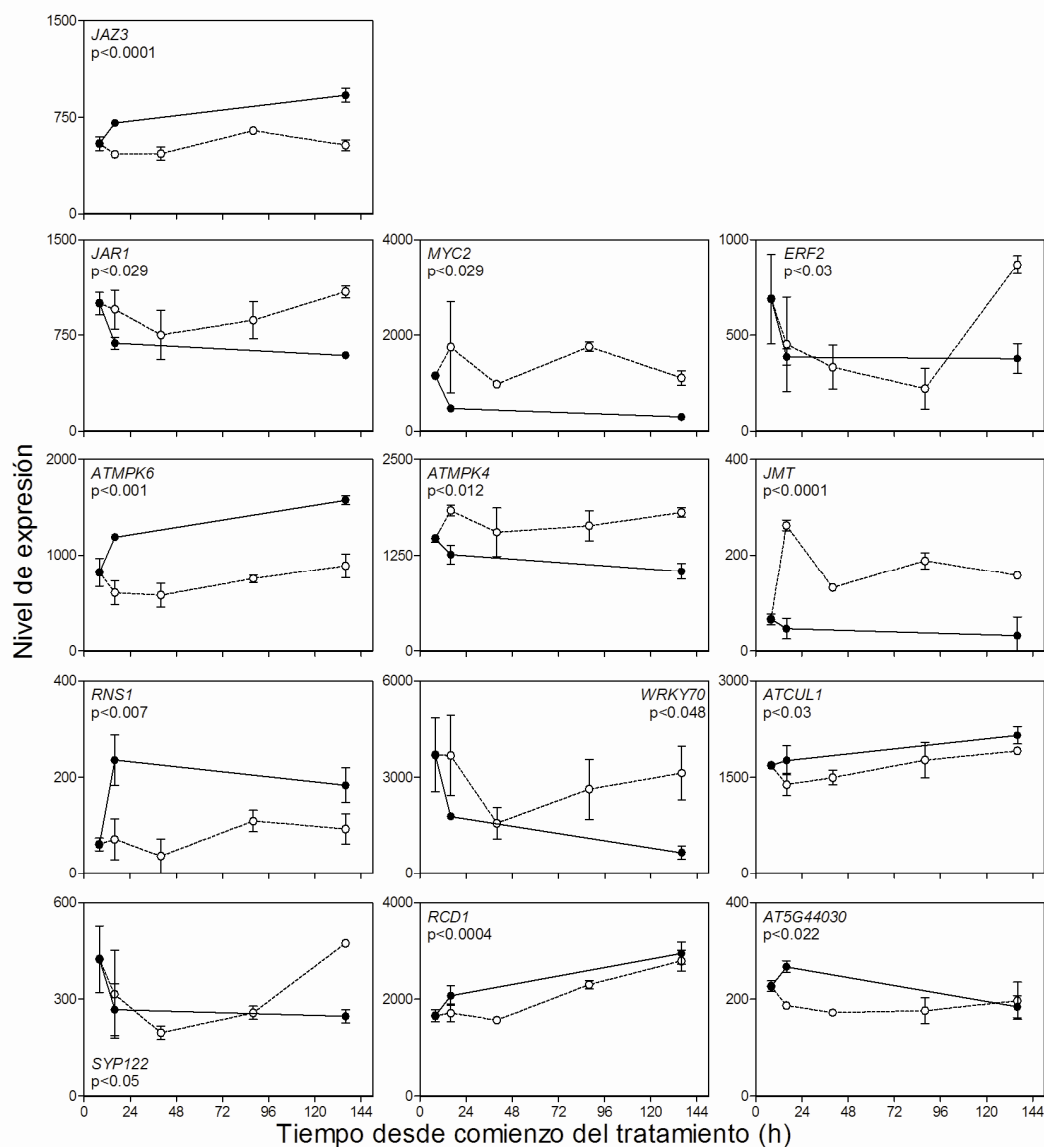 1500
JAZ3
p<0.0001
750
0
1500
JAR1
p<0.029
750
0
4000
MYC2
p<0.029
2000
0
1000
ERF2
p<0.03
500
0
Nivel de expresión
2000
ATMPK6
p<0.001
1000
0
2500
ATMPK4
p<0.012
1250
0
400
JMT
p<0.0001
200
0
400
RNS1
p<0.007
200
0
6000
WRKY70
p<0.048
3000
0
3000
ATCUL1
p<0.03
1500
0
600
300
SYP122
p<0.05
0
4000
RCD1
p<0.0004
2000
0
400
AT5G44030
p<0.022
200
0
0 24 48 72 96 120 144
0 24 48 72 96 120 144
0 24 48 72 96 120 144
Tiempo desde comienzo del tratamiento (h)